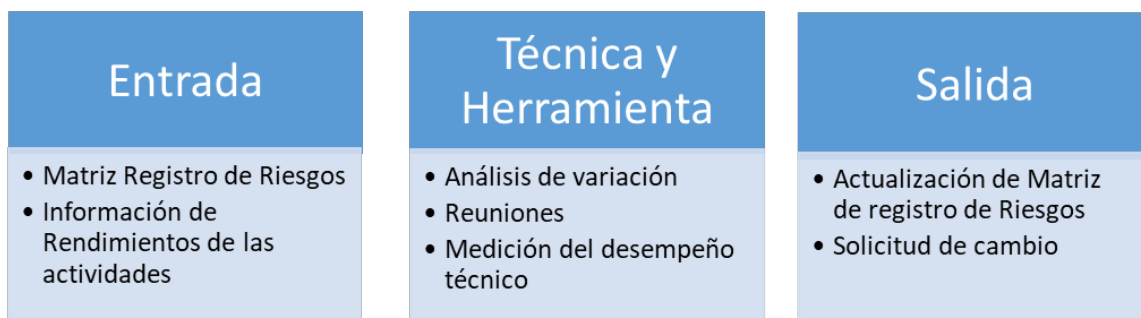 Entrada
• Matriz Registro de Riesgos
• Información de
Rendimientos de las
actividades
Técnica y
Herramienta
• Análisis de variación
• Reuniones
• Medición del desempeño
técnico
Salida
• Actualización de Matriz
de registro de Riesgos
• Solicitud de cambio